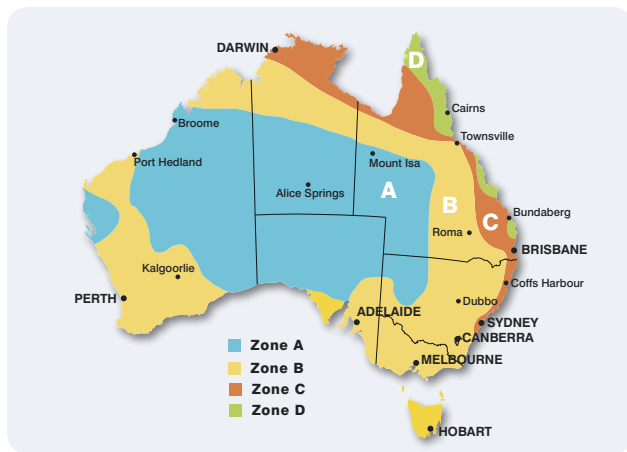 DARWIN
D
Cairns
Broome
Townsville
Port Hedland
Mount Isa
Alice Springs
A
B
C
Bundaberg
Roma
BRISBANE
Kalgoorlie
Coffs Harbour
PERTH
Dubbo
ADELAIDE
SYDNEY
CANBERRA
MELBOURNE
Zone A
Zone B
Zone C
Zone D
HOBART